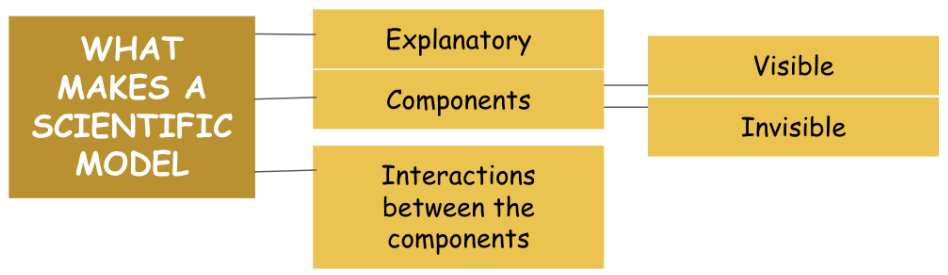 WHAT
MAKES A
SCIENTIFIC
MODEL
Explanatory
Components
Visible
Invisible
Interactions
between the
components